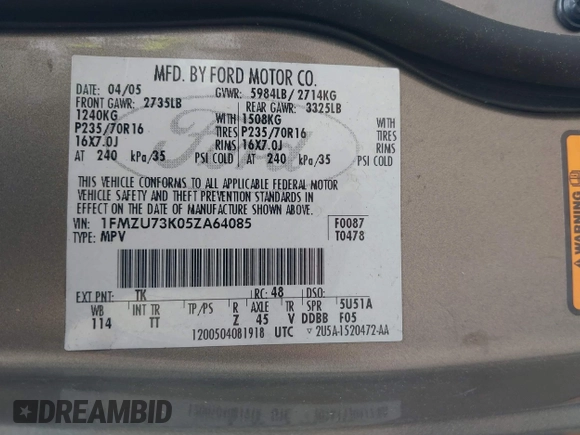 MFD. BY FORD MOTOR CO.
DATE: 04/05 GVWR: 5984LB/2714KG
FRONT GAWR: 2735LB REAR GAWR: 3325LB
1240KG WITH 1508KG WITH
P235/70R16 TIRES P235/70R16 TIRES
16X7.0J RIMS 16X7.0J RIMS
AT 240 kPa/35 PSI COLD AT 240 kPa/35 PSI COLD
Ford
THIS VEHICLE CONFORMS TO ALL APPLICABLE FEDERAL MOTOR
VEHICLE SAFETY AND THEFT PREVENTION STANDARDS IN
EFFECT ON THE DATE OF MANUFACTURE SHOWN ABOVE.
VIN: 1FMZU73K05ZA64085 F0087
TYPE: MPV T0478
EXT PNT: TK RC: 48 DSO:
WB INT TR TP/PS R AXLE TR SPR 5U51A
114 TT Z 45 V DDBB F05
1200504081918 UTC ▽ 2U5A-1520472-AA
DREAMBID